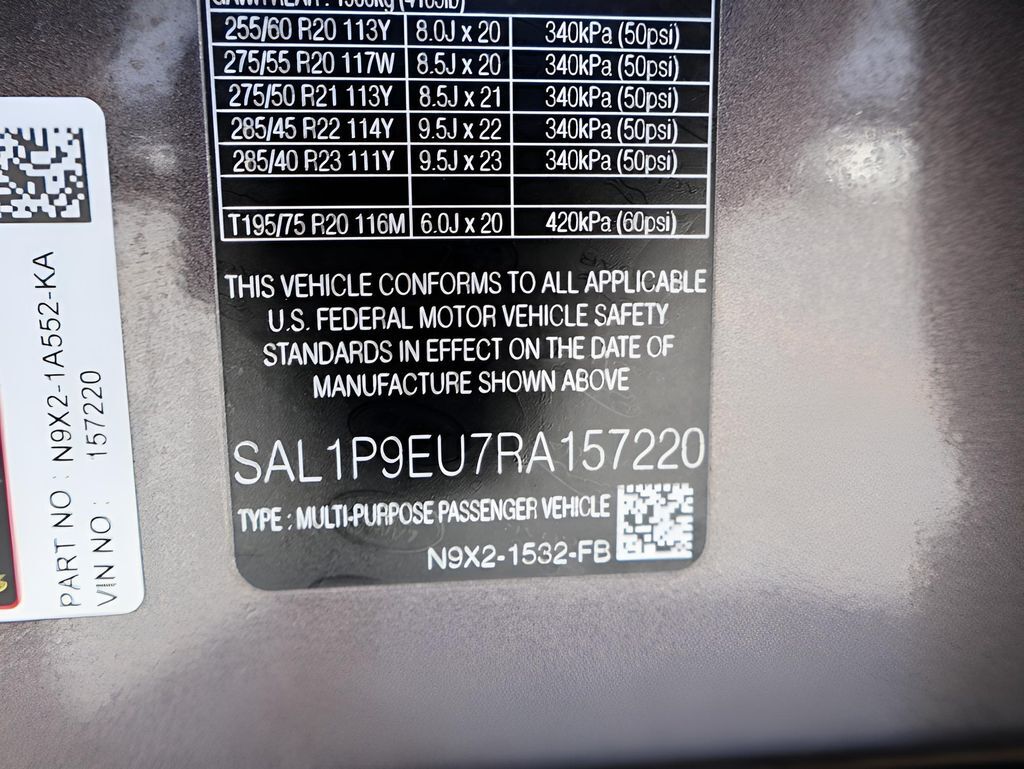 255/60 R20 113Y 8.0J x 20 340kPa (50psi)
275/55 R20 117W 8.5J x 20 340kPa (50psi)
275/50 R21 113Y 8.5J x 21 340kPa (50psi)
285/45 R22 114Y 9.5J x 22 340kPa (50psi)
285/40 R23 111Y 9.5J x 23 340kPa (50psi)
T195/75 R20 116M 6.0J x 20 420kPa (60psi)
THIS VEHICLE CONFORMS TO ALL APPLICABLE
U.S. FEDERAL MOTOR VEHICLE SAFETY
STANDARDS IN EFFECT ON THE DATE OF
MANUFACTURE SHOWN ABOVE
SAL1P9EU7RA157220
TYPE : MULTI-PURPOSE PASSENGER VEHICLE
N9X2-1532-FB
PART NO : N9X2-1A552-KA
VIN NO : 157220